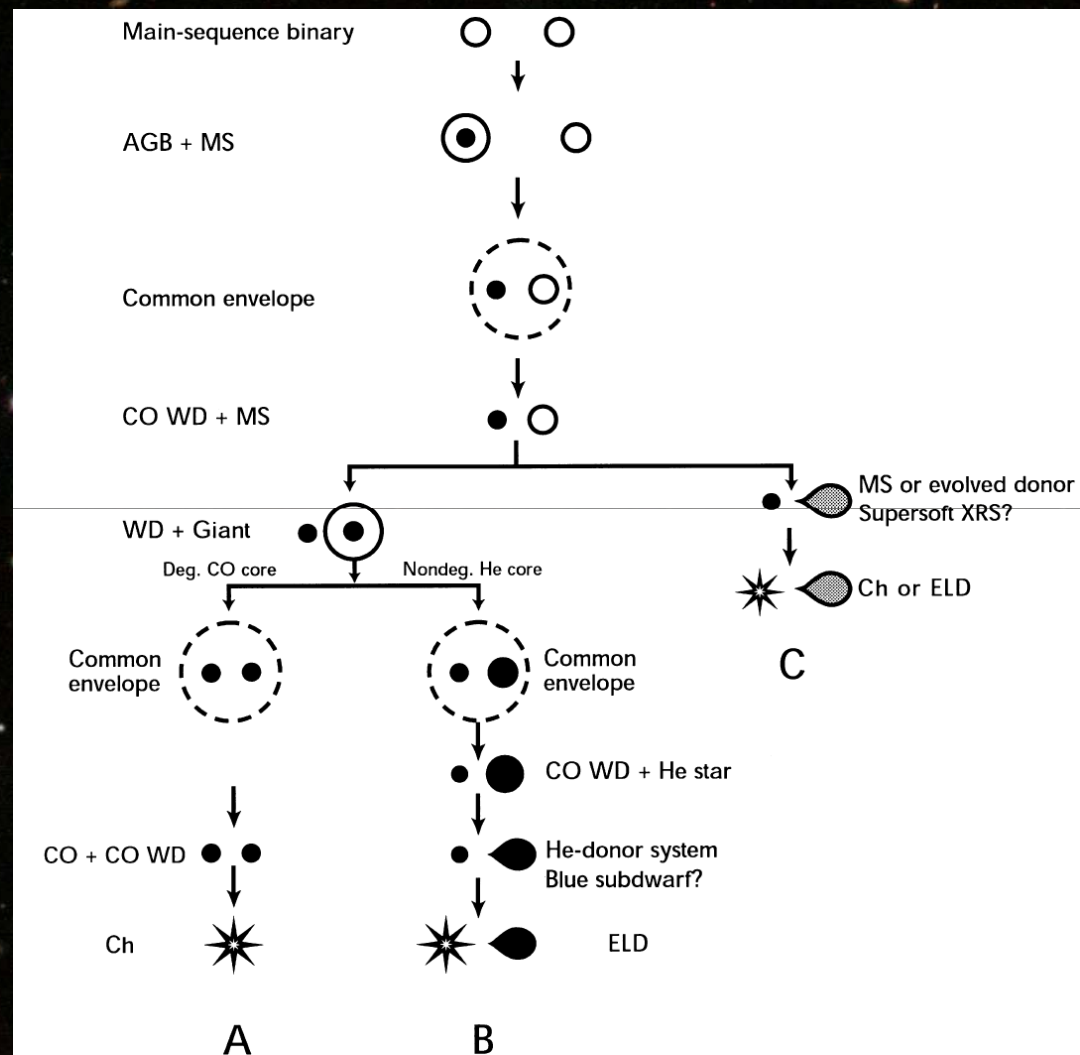 Main-sequence binary
AGB + MS
Common envelope
CO WD + MS
MS or evolved donor
Supersoft XRS?
WD + Giant
Deg. CO core
Nondeg. He core
Ch or ELD
C
Common
envelope
Common
envelope
CO WD + He star
CO + CO WD
He-donor system
Blue subdwarf?
Ch
ELD
A
B